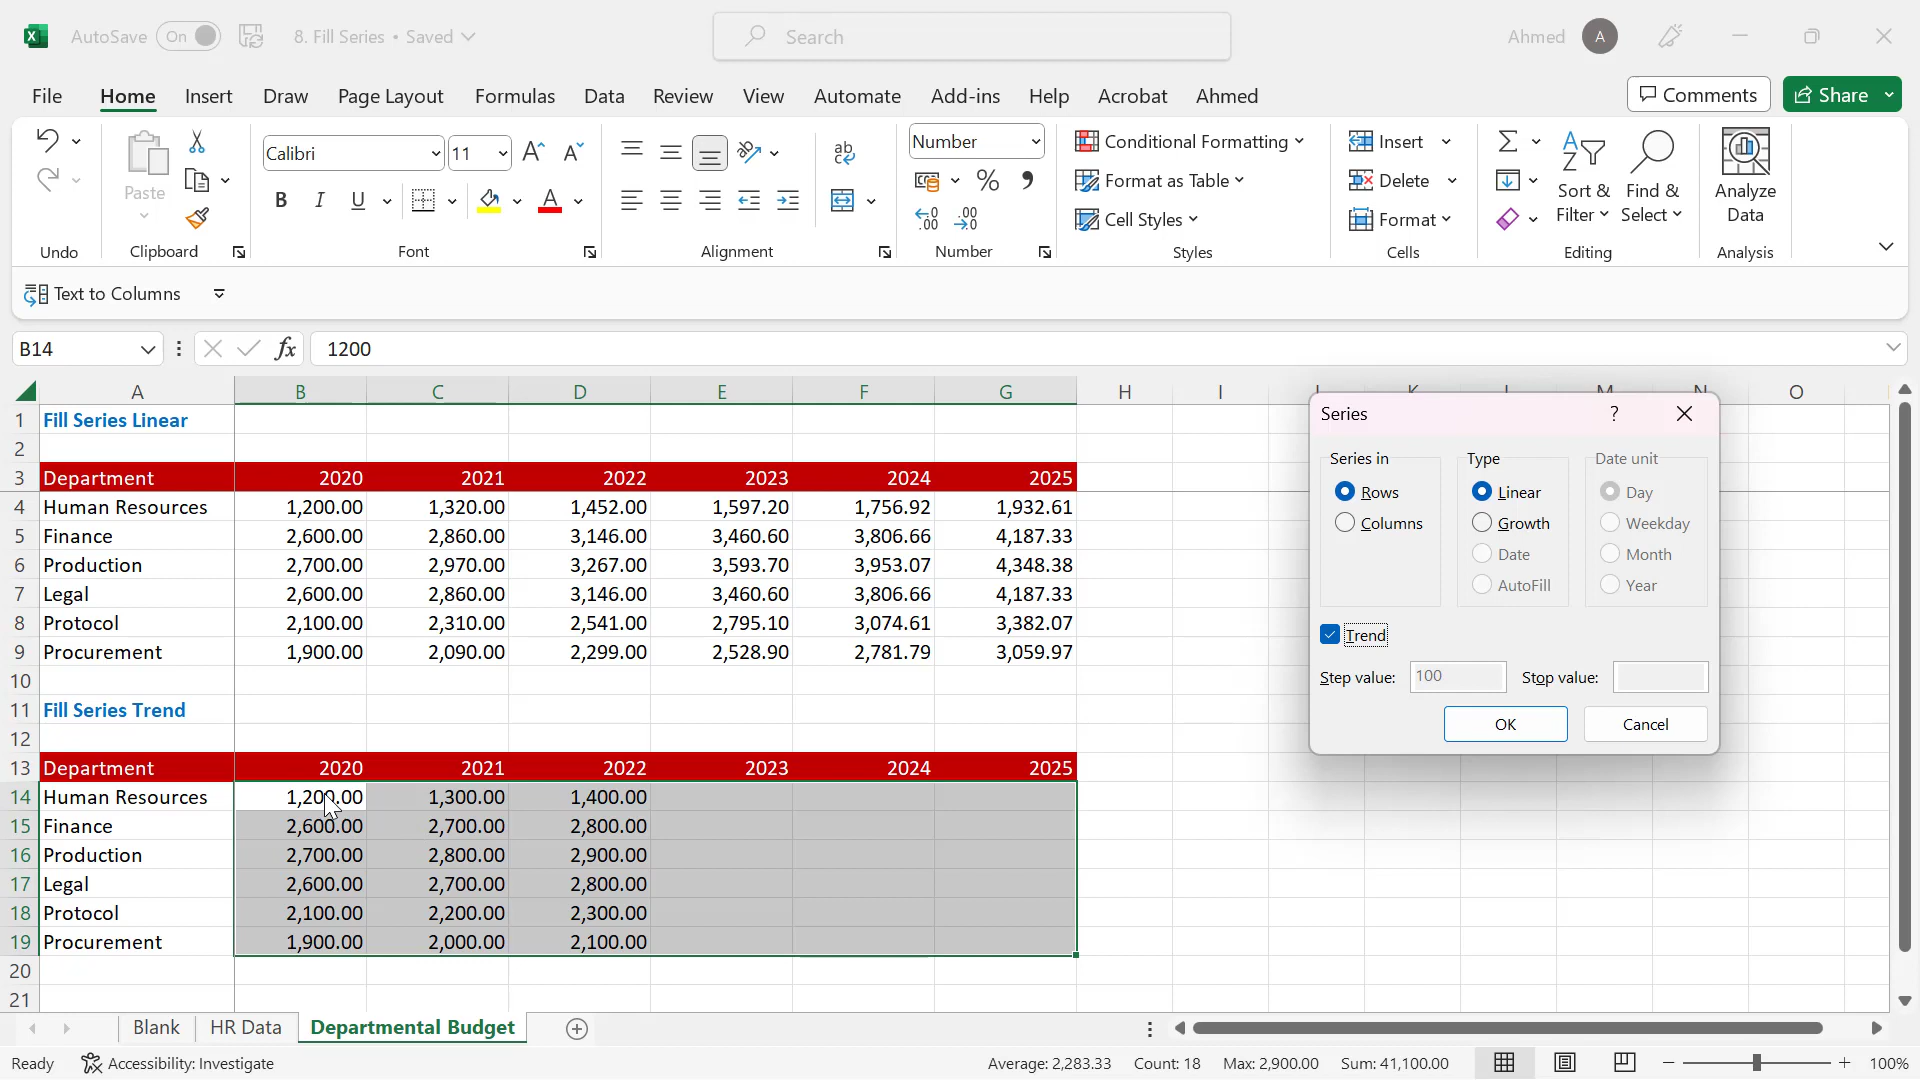 AutoSave On 8. Fill Series • Saved Search Ahmed A
File Home Insert Draw Page Layout Formulas Data Review View Automate Add-ins Help Acrobat Ahmed Comments Share
Paste
Calibri 11
B I U A
ab
Number
% 9
.00
.00
Conditional Formatting
Format as Table
Cell Styles
Insert
Delete
Format
Sort & Filter
Find & Select
Analyze Data
Undo Clipboard Font Alignment Number Styles Cells Editing Analysis
Text to Columns
B14 fx 1200
A B C D E F G H I O
1 Fill Series Linear
2
3 Department 2020 2021 2022 2023 2024 2025
4 Human Resources 1,200.00 1,320.00 1,452.00 1,597.20 1,756.92 1,932.61
5 Finance 2,600.00 2,860.00 3,146.00 3,460.60 3,806.66 4,187.33
6 Production 2,700.00 2,970.00 3,267.00 3,593.70 3,953.07 4,348.38
7 Legal 2,600.00 2,860.00 3,146.00 3,460.60 3,806.66 4,187.33
8 Protocol 2,100.00 2,310.00 2,541.00 2,795.10 3,074.61 3,382.07
9 Procurement 1,900.00 2,090.00 2,299.00 2,528.90 2,781.79 3,059.97
10
11 Fill Series Trend
12
13 Department 2020 2021 2022 2023 2024 2025
14 Human Resources 1,200.00 1,300.00 1,400.00
15 Finance 2,600.00 2,700.00 2,800.00
16 Production 2,700.00 2,800.00 2,900.00
17 Legal 2,600.00 2,700.00 2,800.00
18 Protocol 2,100.00 2,200.00 2,300.00
19 Procurement 1,900.00 2,000.00 2,100.00
20
21
Series ?
Series in Type Date unit
Rows Linear Day
Columns Growth Weekday
Date Month
AutoFill Year
Trend
Step value: 100 Stop value:
OK Cancel
Blank HR Data Departmental Budget
Ready Accessibility: Investigate Average: 2,283.33 Count: 18 Max: 2,900.00 Sum: 41,100.00 100%